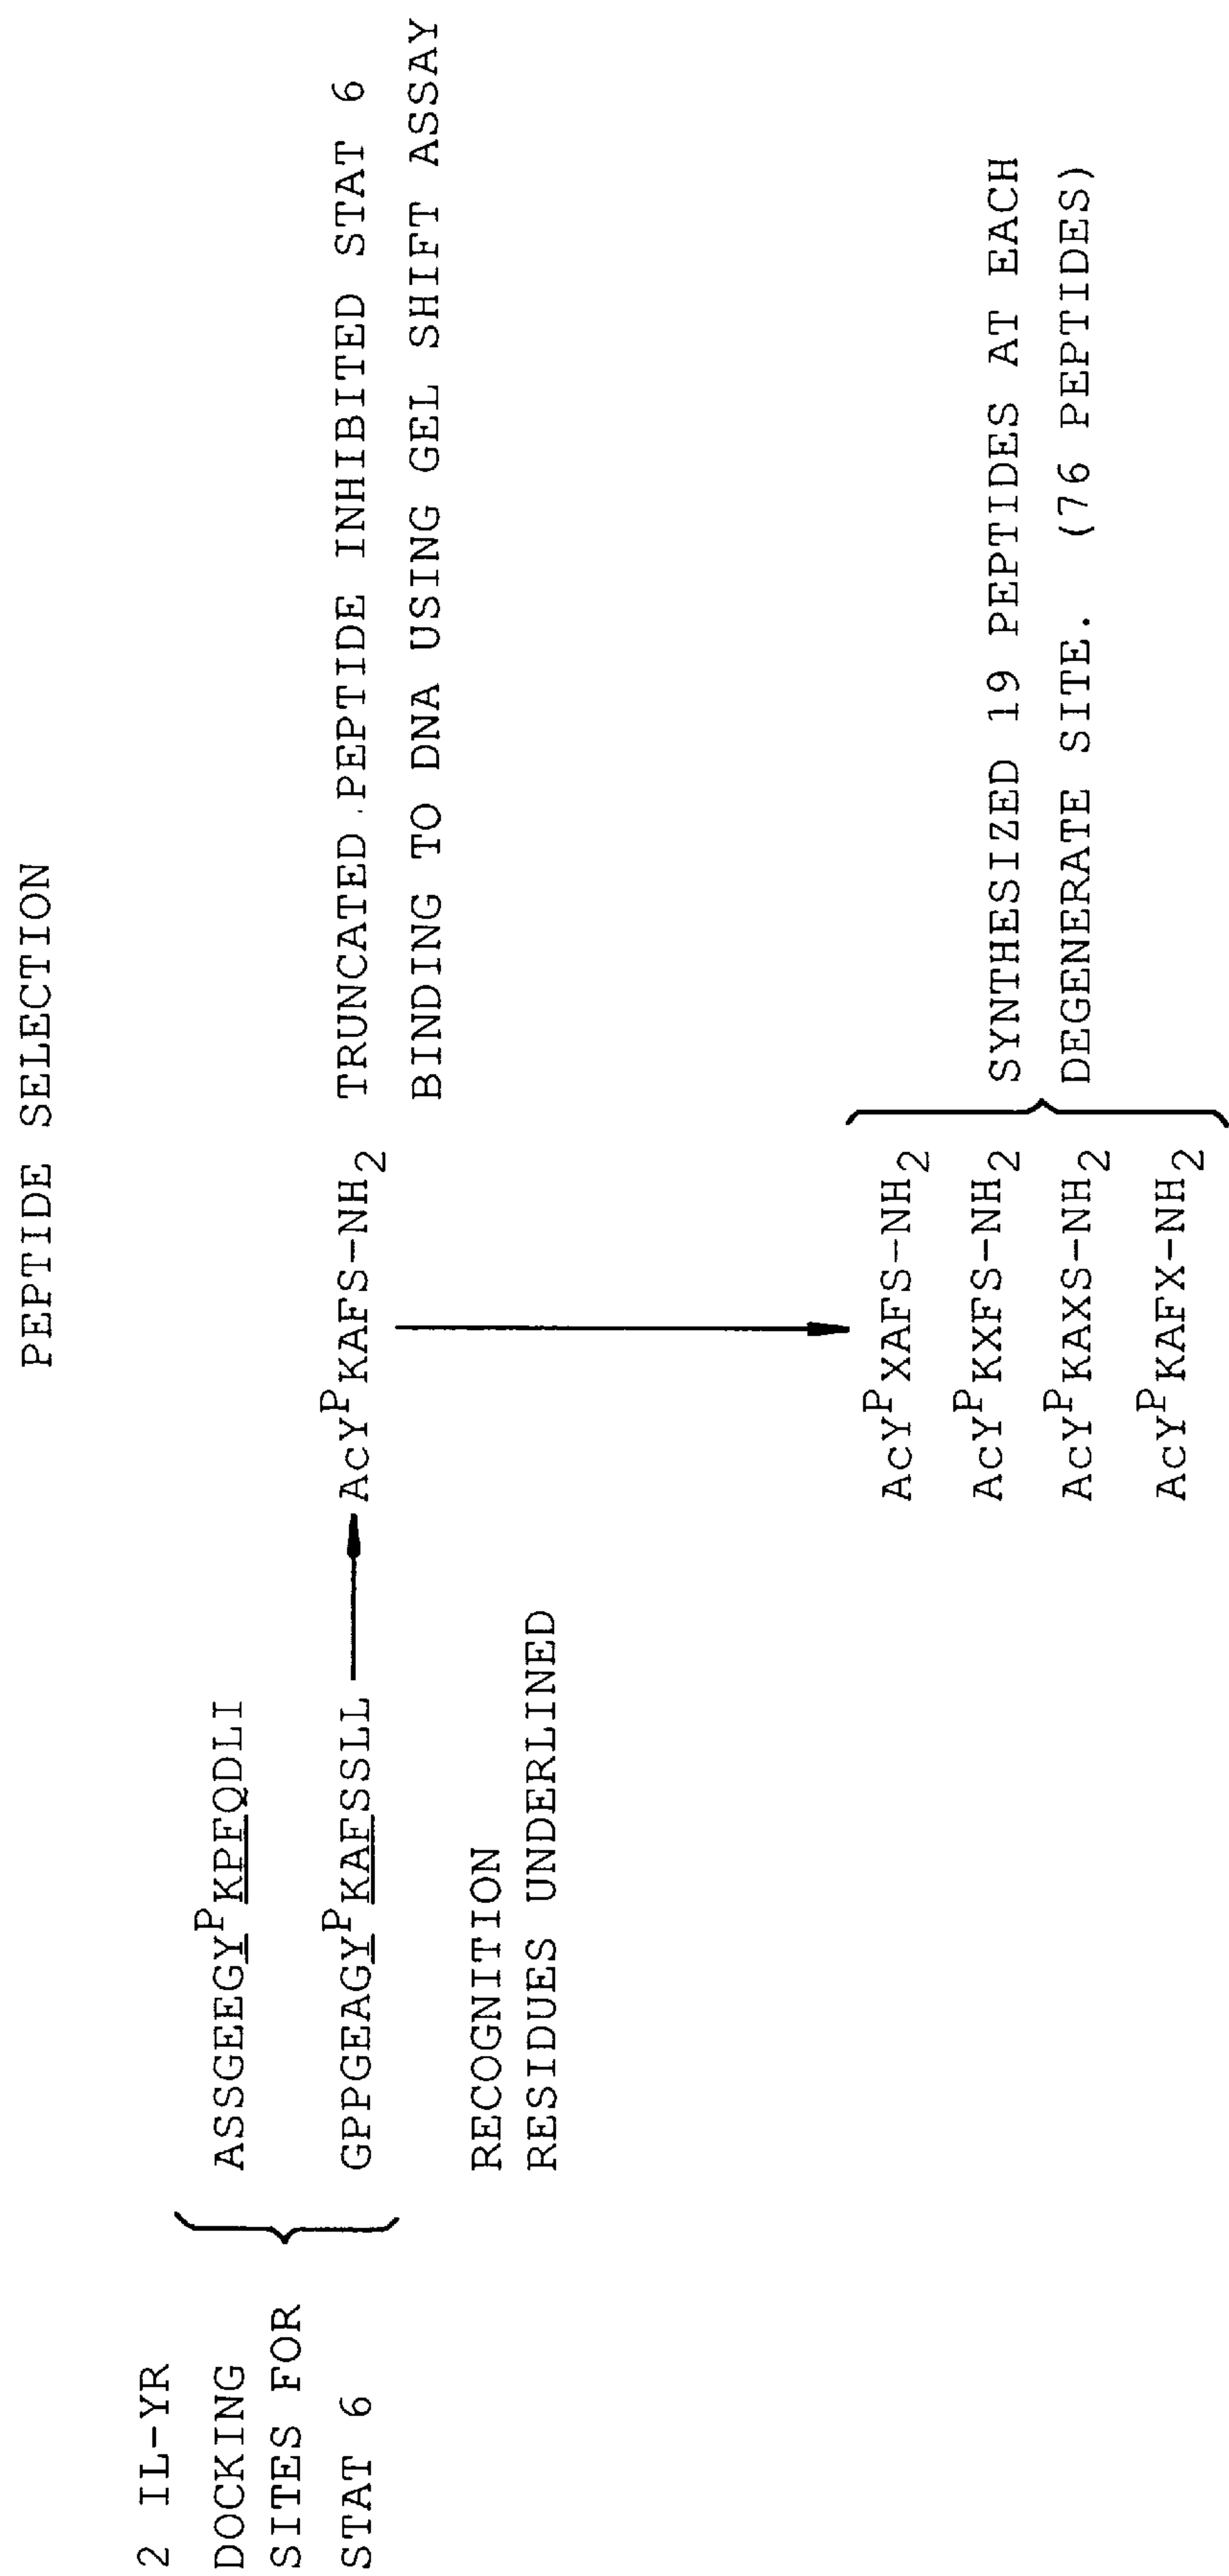 PEPTIDE SELECTION
2 IL-YR
DOCKING
SITES FOR
STAT 6
ASSGEEGYᴾKPFQDLI
GPPGEAGYᴾKAFSSLL
RECOGNITION
RESIDUES UNDERLINED
AcYᴾKAFS-NH₂
TRUNCATED PEPTIDE INHIBITED STAT 6
BINDING TO DNA USING GEL SHIFT ASSAY
AcYᴾXAFS-NH₂
AcYᴾKXFS-NH₂
AcYᴾKAXS-NH₂
AcYᴾKAFX-NH₂
SYNTHESIZED 19 PEPTIDES AT EACH
DEGENERATE SITE. (76 PEPTIDES)